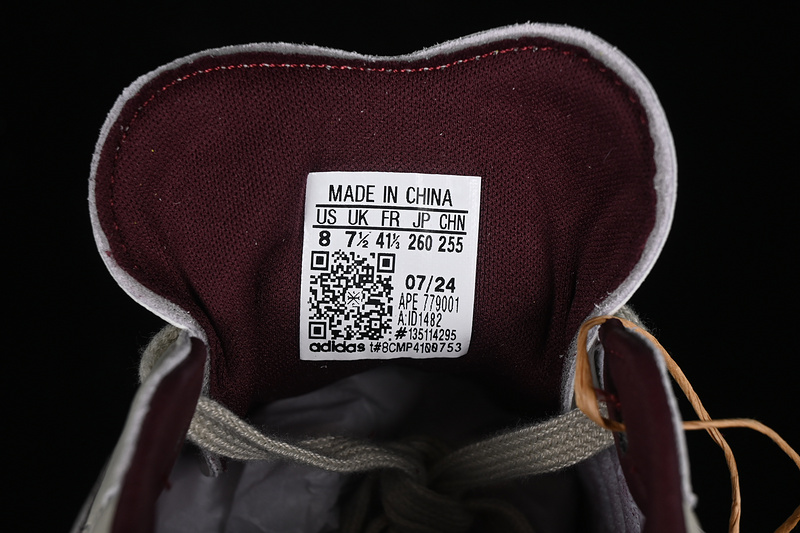 MADE IN CHINA
US UK FR JP CHN
8 7½ 41⅓ 260 255
07/24
APE 779001
A:ID1482
#135114295
adidas t#8CMP4100753